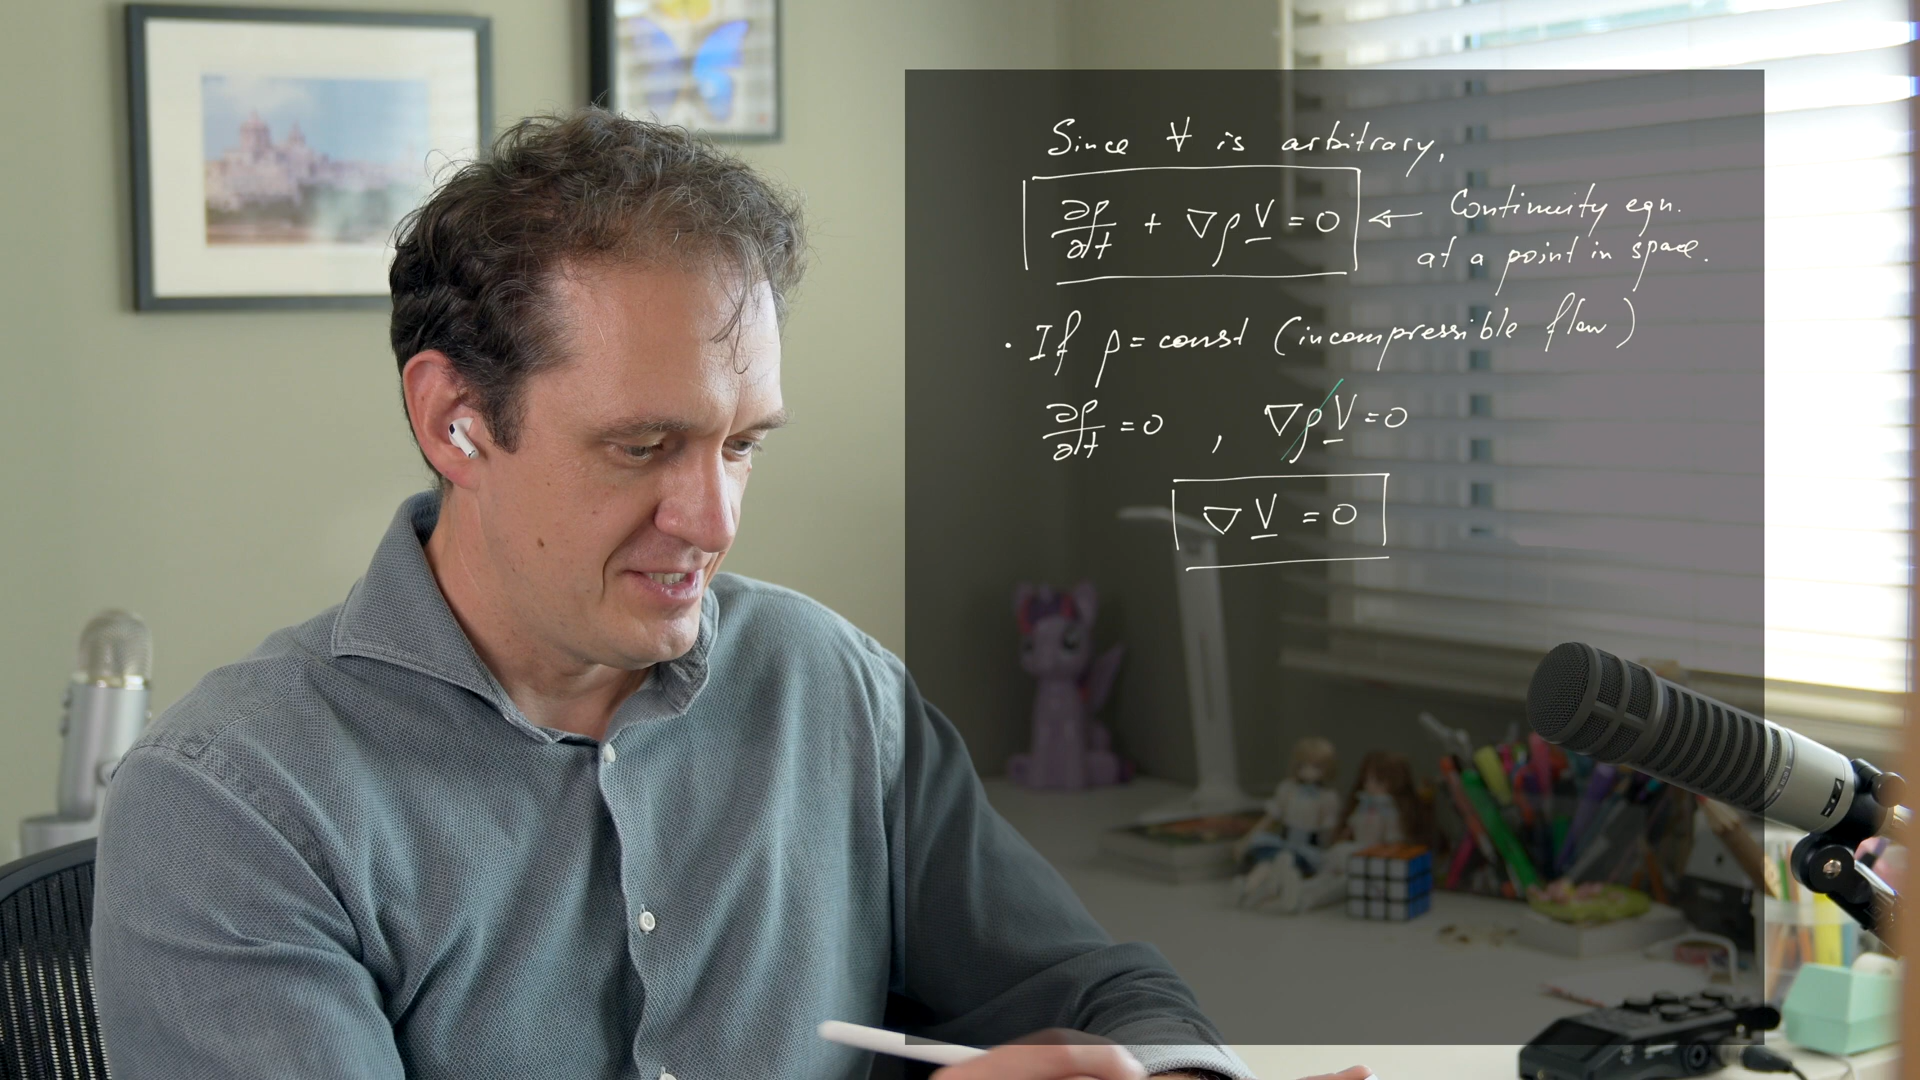 Since ∀ is arbitrary,
∂ρ/∂t + ∇ρV = 0 ← Continuity eqn.
at a point in space.
· If ρ = const (incompressible flow)
∂ρ/∂t = 0 , ∇ρV = 0
∇V = 0